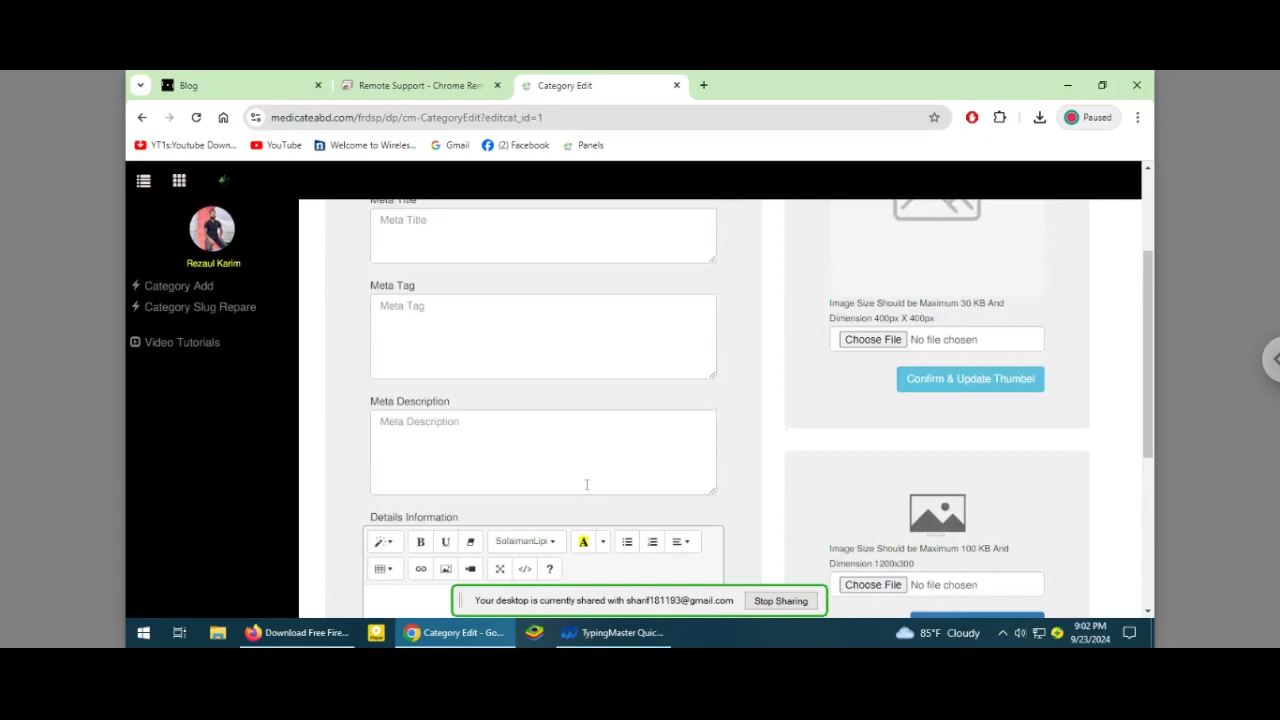 Blog
Remote Support - Chrome Rem
Category Edit
medicateabd.com/frdsp/dp/cm-CategoryEdit?editcat_id=1
Paused
YT1s:Youtube Down...
YouTube
Welcome to Wireles...
Gmail
(2) Facebook
Panels
Rezaul Karim
Category Add
Category Slug Repare
Video Tutorials
Meta Title
Meta Title
Meta Tag
Meta Tag
Meta Description
Meta Description
Details Information
B
U
SolaimanLipi
A
?
Image Size Should be Maximum 30 KB And
Dimension 400px X 400px
Choose File No file chosen
Confirm & Update Thumbel
Image Size Should be Maximum 100 KB And
Dimension 1200x300
Choose File No file chosen
Your desktop is currently shared with sharif181193@gmail.com
Stop Sharing
Download Free Fire...
Category Edit - Go...
TypingMaster Quic...
85°F Cloudy
9:02 PM
9/23/2024